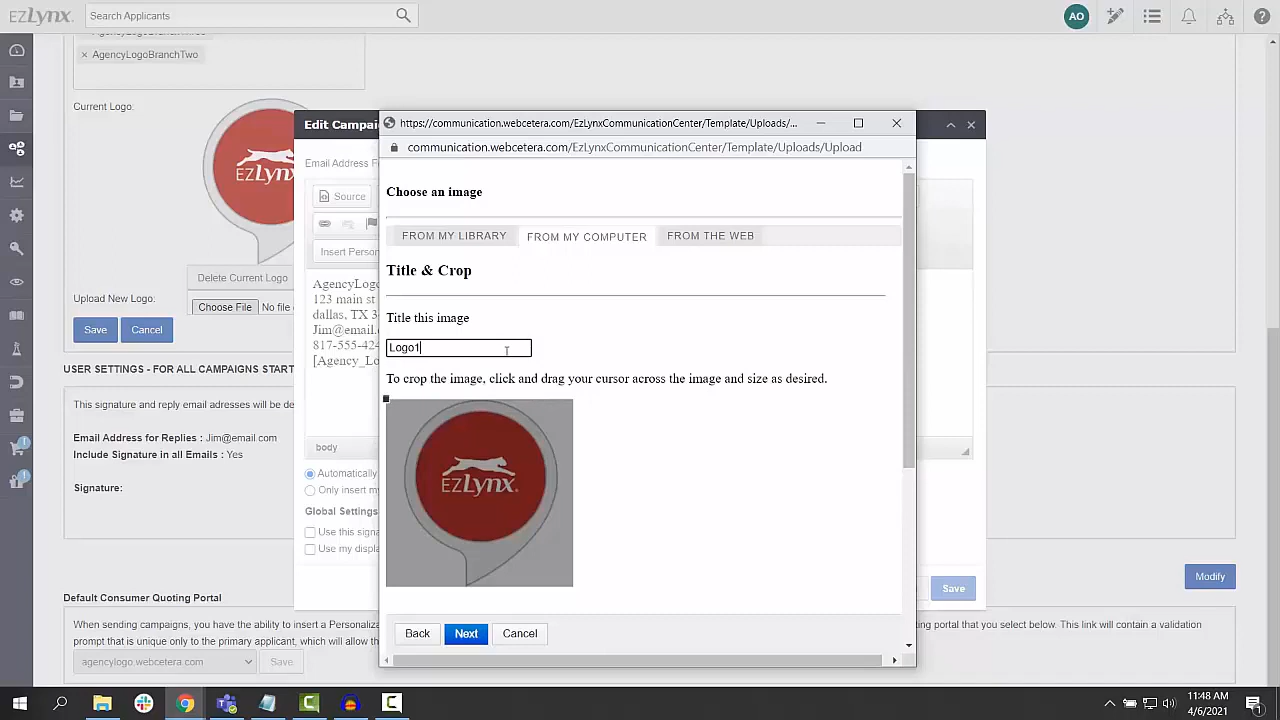 EZLynx.
Search Applicants
AO
× AgencyLogoBranchTwo
Current Logo:
EZLyn
Delete Current Logo
Upload New Logo:
Choose File No file
Save Cancel
USER SETTINGS - FOR ALL CAMPAIGNS START
This signature and reply email adresses will be de
Email Address for Replies : Jim@email.com
Include Signature in all Emails : Yes
Signature:
Modify
Default Consumer Quoting Portal
When sending campaigns, you have the ability to insert a Personaliz
prompt that is unique only to the primary applicant, which will allow th
ting portal that you select below. This link will contain a validation
agencylogo.webcetera.com
Save
Edit Campai
Email Address F
Source
Insert Person
AgencyLogo
123 main st
dallas, TX 3
Jim@email.
817-555-424
[Agency_Lo
body
Automatically
Only insert my
Global Settings
Use this signa
Use my displa
Save
https://communication.webcetera.com/EzLynxCommunicationCenter/Template/Uploads/...
communication.webcetera.com/EzLynxCommunicationCenter/Template/Uploads/Upload
Choose an image
FROM MY LIBRARY FROM MY COMPUTER FROM THE WEB
Title & Crop
Title this image
Logo1
To crop the image, click and drag your cursor across the image and size as desired.
EZLynx.
Back Next Cancel
11:48 AM
4/6/2021